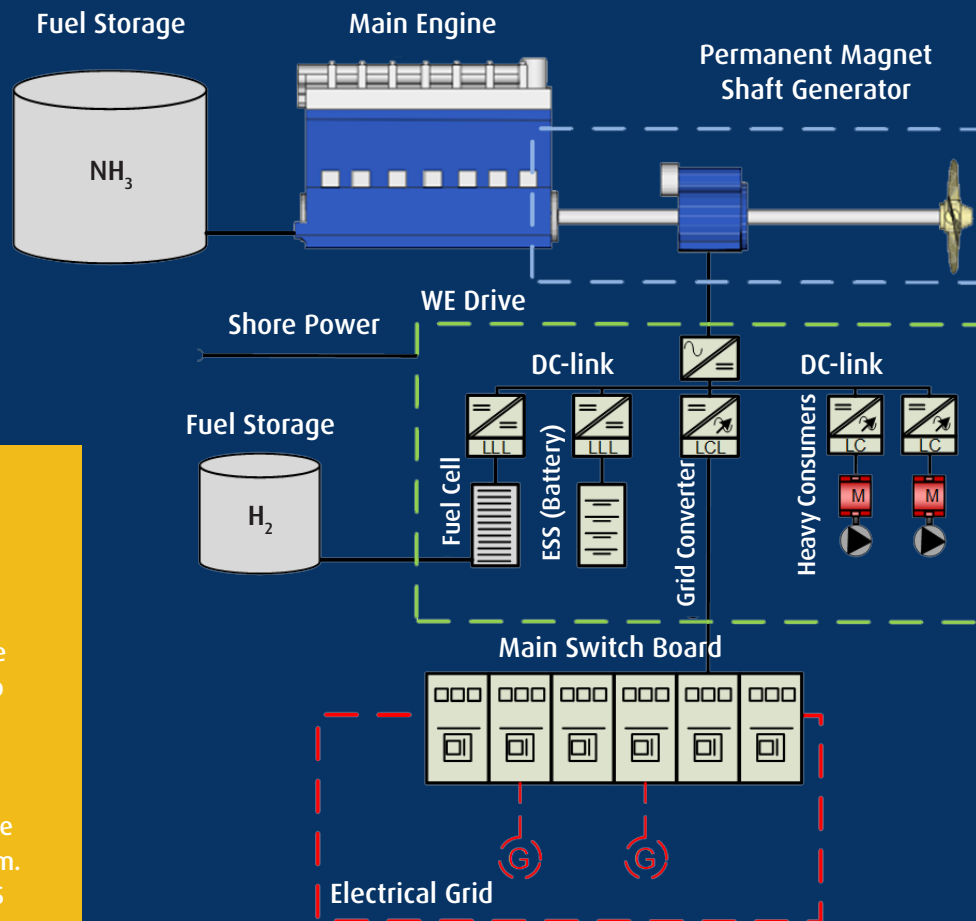 Fuel Storage
Main Engine
Permanent Magnet
Shaft Generator
NH₃
WE Drive
Shore Power
DC-link
DC-link
Fuel Storage
LLL
LLL
LCL
LC
LC
Fuel Cell
ESS (Battery)
Grid Converter
Heavy Consumers
M
M
H₂
Main Switch Board
G
G
Electrical Grid